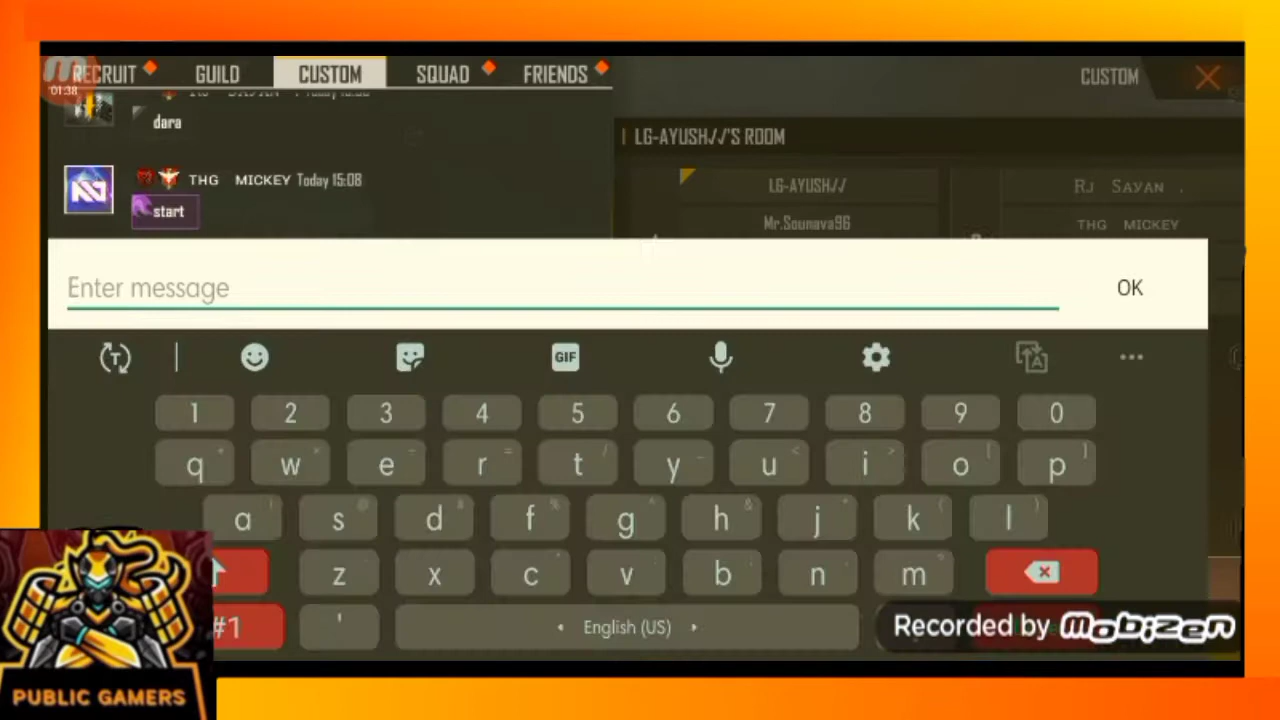 RECRUIT GUILD CUSTOM SQUAD FRIENDS
CUSTOM
01:38
dara
LG-AYUSH//'S ROOM
THG MICKEY Today 15:08
start
LG-AYUSH//
Rj Sayan .
Mr.Sounava96
THG MICKEY
Enter message
OK
T GIF A
1 2 3 4 5 6 7 8 9 0
q w e r t y u i o p
a s d f g h j k l
z x c v b n m
#1 ' English (US)
Recorded by mobizen
PUBLIC GAMERS